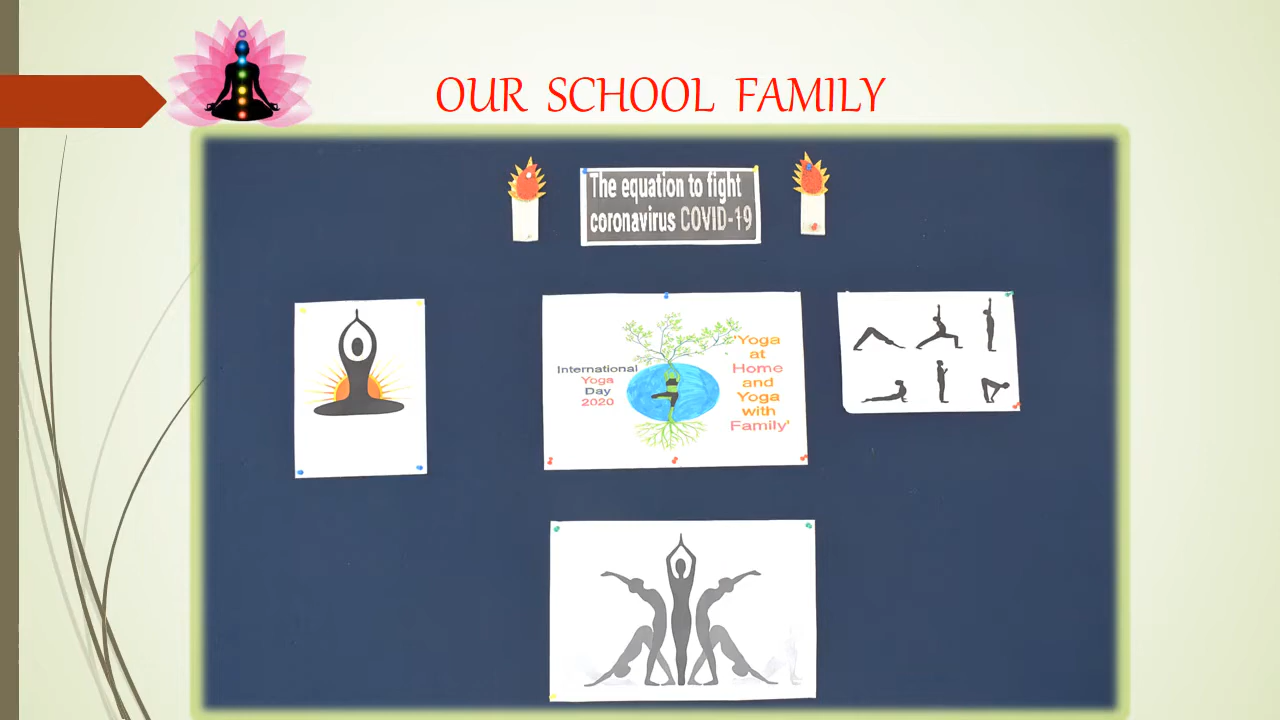 OUR SCHOOL FAMILY
The equation to fight
coronavirus COVID-19
International
Yoga
Day
2020
'Yoga
at
Home
and
Yoga
with
Family'